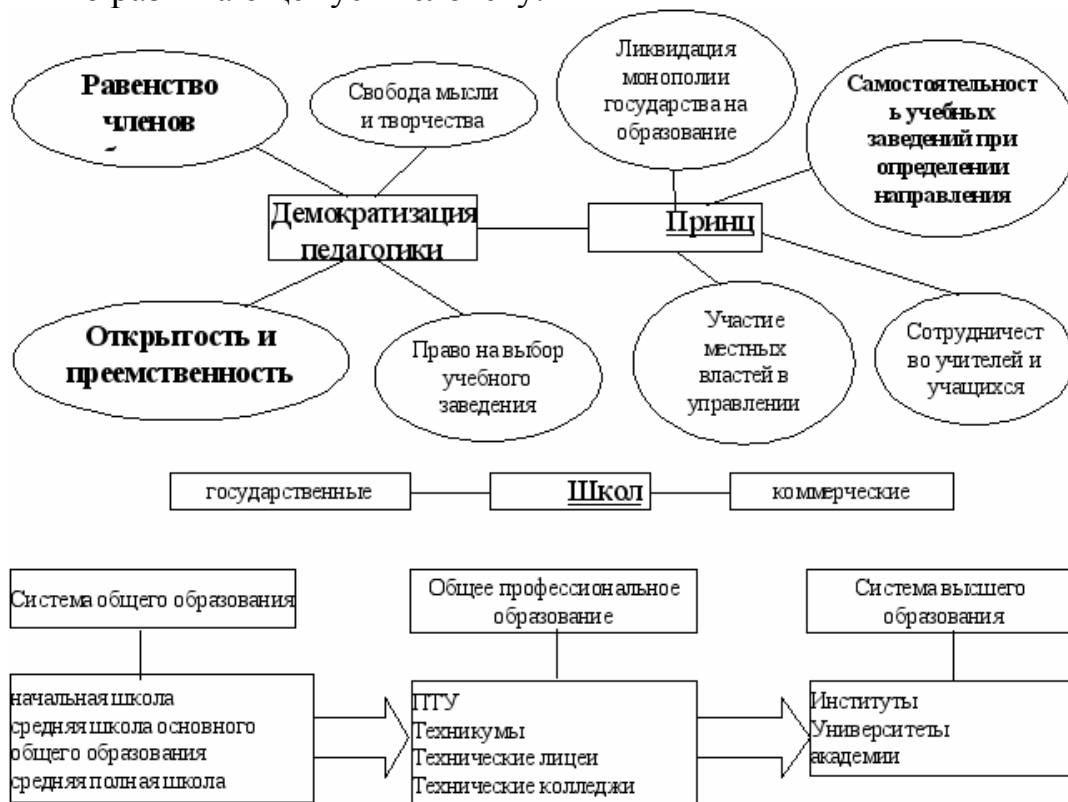 Равенство
членов
Свобода мысли
и творчества
Ликвидация
монополии
государства на
образование
Самостоятельност
ь учебных
заведений при
определении
направления
Демократизация
педагогики
Принц
Открытость и
преемственность
Право на выбор
учебного
заведения
Участие
местных
властей в
управлении
Сотрудничест
во учителей и
учащихся
государственные
Школ
коммерческие
Система общего образования
Общее профессиональное
образование
Система высшего
образования
начальная школа
средняя школа основного
общего образования
средняя полная школа
ПТУ
Техникумы
Технические лицеи
Технические колледжи
Институты
Университеты
академии